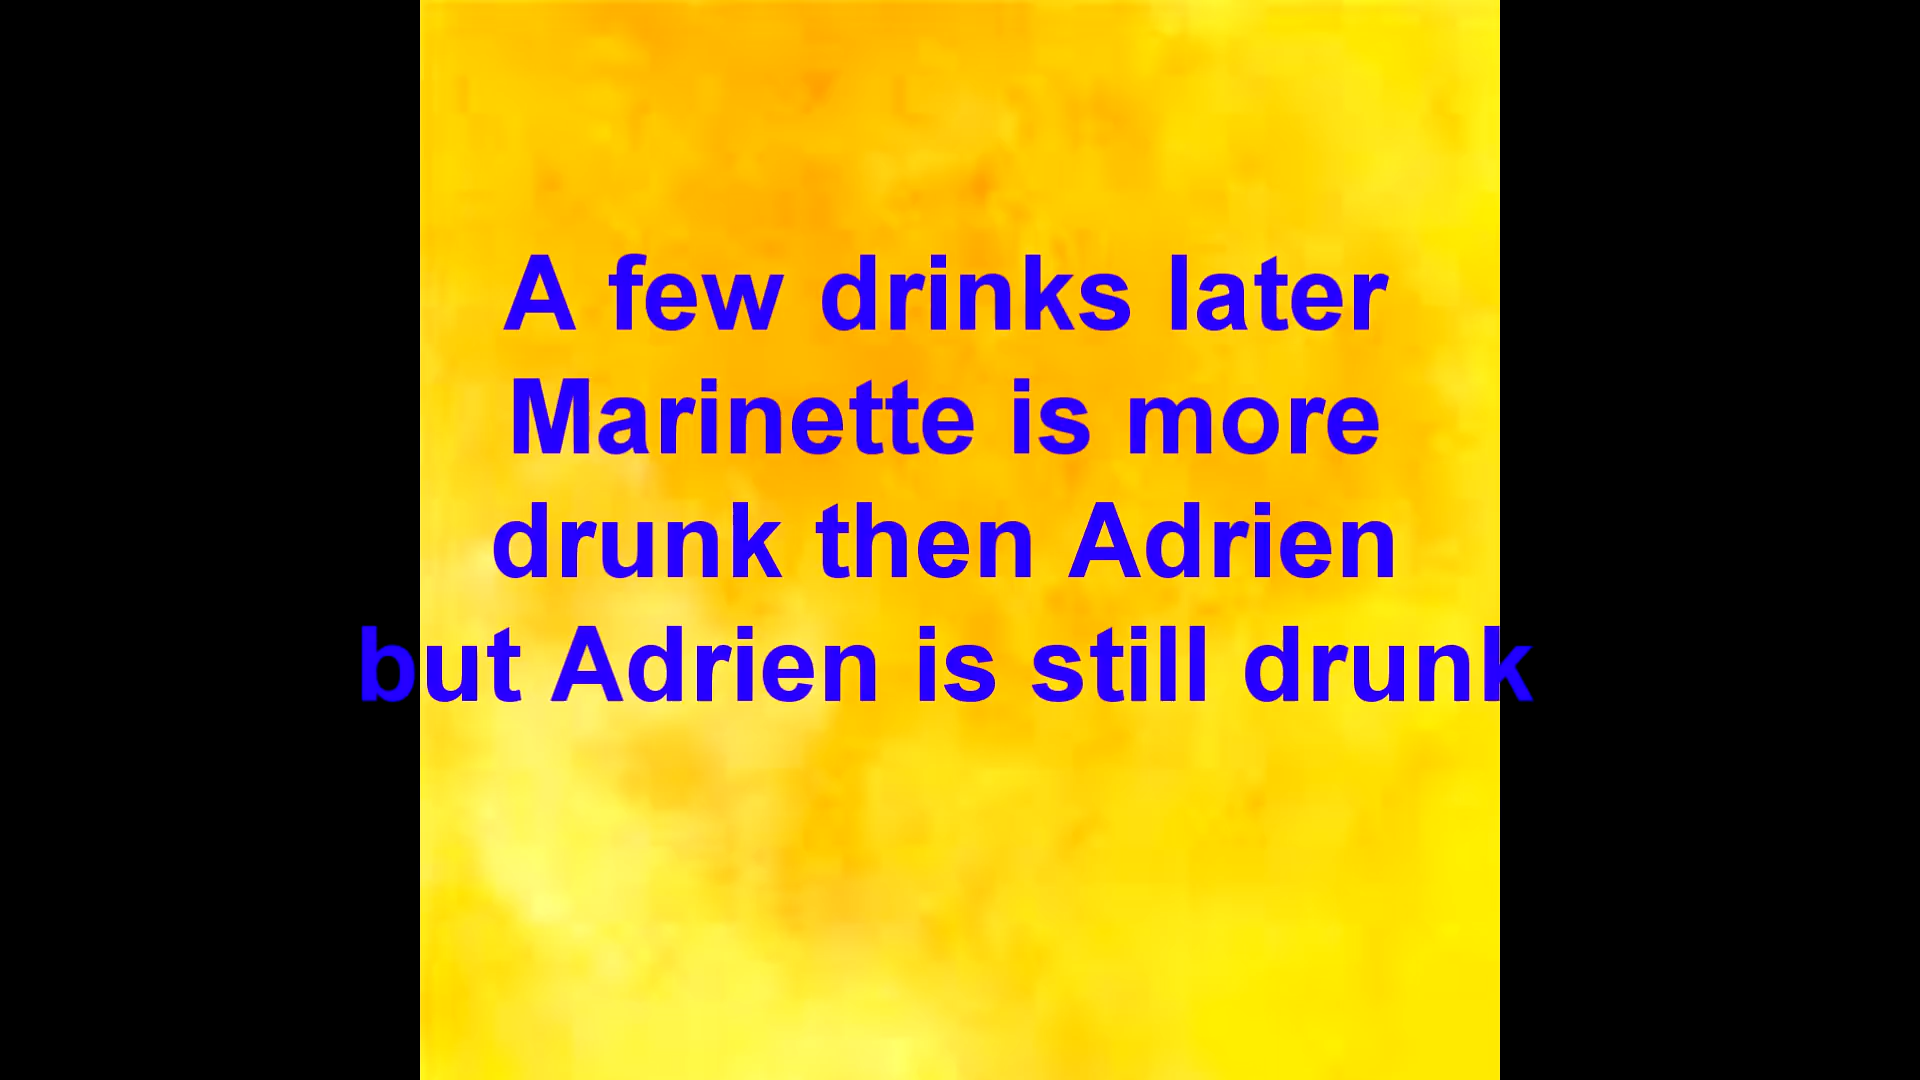 A few drinks later
Marinette is more
drunk then Adrien
but Adrien is still drunk